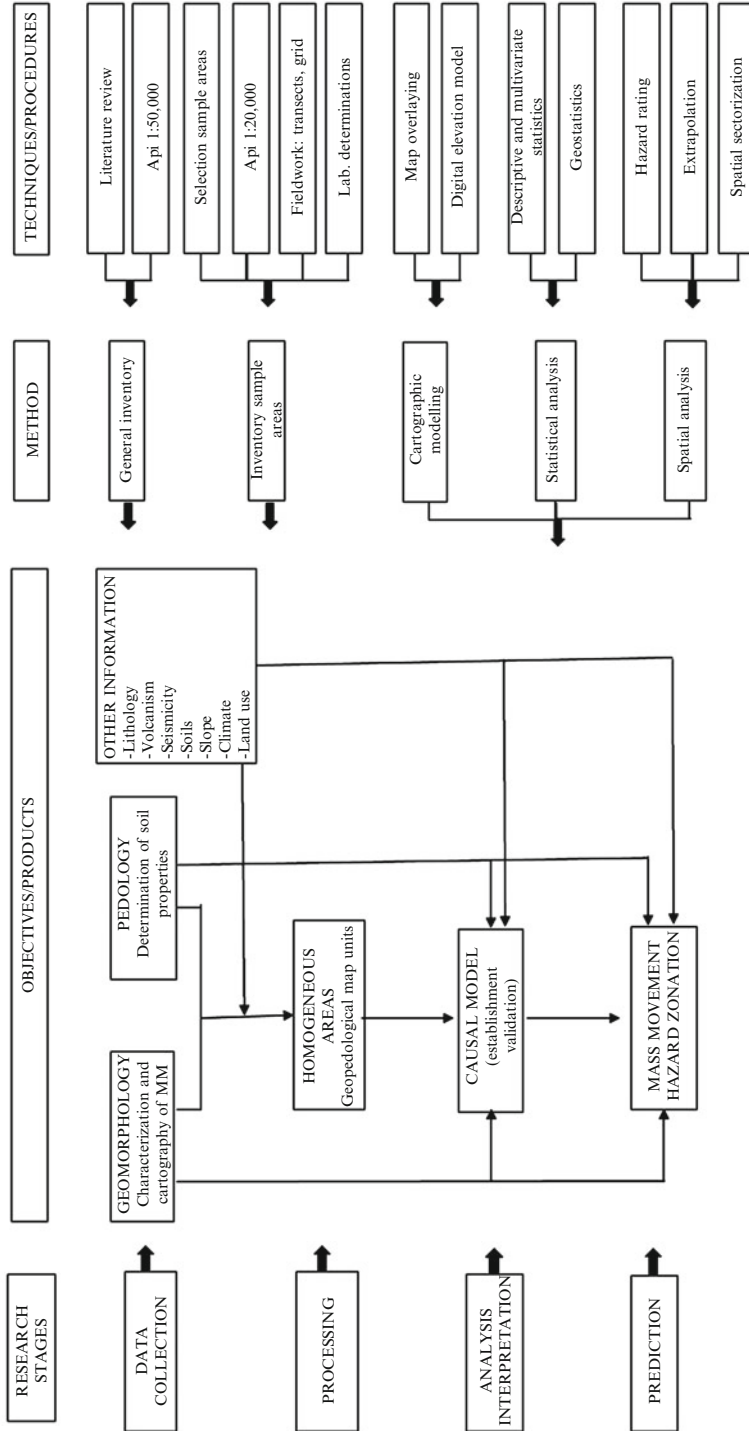 RESEARCH
STAGES
OBJECTIVES/PRODUCTS
METHOD
TECHNIQUES/PROCEDURES
DATA
COLLECTION
GEOMORPHOLOGY
Characterization and
cartography of MM
PEDOLOGY
Determination of soil
properties
OTHER INFORMATION
-Lithology
-Volcanism
-Seismicity
-Soils
-Slope
-Climate
-Land use
General inventory
Literature review
Api 1:50,000
PROCESSING
HOMOGENEOUS
AREAS
Geopedological map units
Inventory sample
areas
Selection sample areas
Api 1:20,000
Fieldwork: transects, grid
Lab. determinations
ANALYSIS
INTERPRETATION
CAUSAL MODEL
(establishment
validation)
Cartographic
modelling
Map overlaying
Digital elevation model
Statistical analysis
Descriptive and multivariate
statistics
Geostatistics
PREDICTION
MASS MOVEMENT
HAZARD ZONATION
Spatial analysis
Hazard rating
Extrapolation
Spatial sectorization